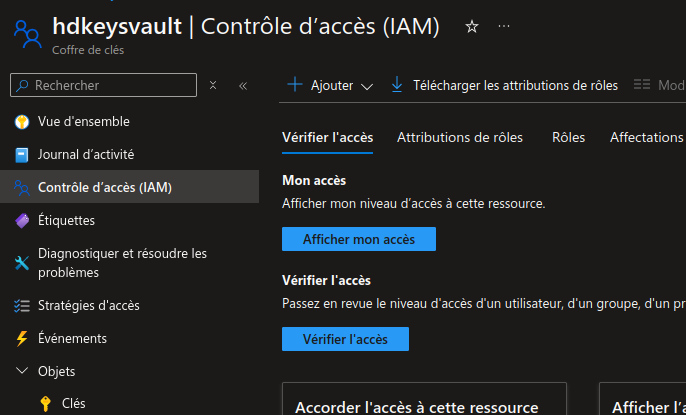 hdkeysvault | Contrôle d’accès (IAM)
Coffre de clés
Rechercher
Ajouter
Télécharger les attributions de rôles
Vue d'ensemble
Journal d’activité
Contrôle d’accès (IAM)
Étiquettes
Diagnostiquer et résoudre les
problèmes
Stratégies d'accès
Événements
Objets
Clés
Vérifier l'accès
Attributions de rôles
Rôles
Affectations
Mon accès
Afficher mon niveau d’accès à cette ressource.
Afficher mon accès
Vérifier l'accès
Passez en revue le niveau d'accès d'un utilisateur, d'un groupe, d'un
Vérifier l'accès
Accorder l'accès à cette ressource
Afficher